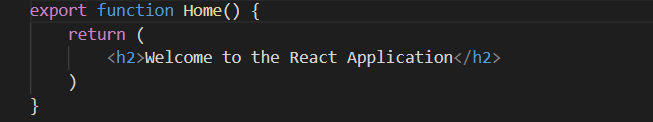 export function Home() {
    return (
        <h2>Welcome to the React Application</h2>
    )
}